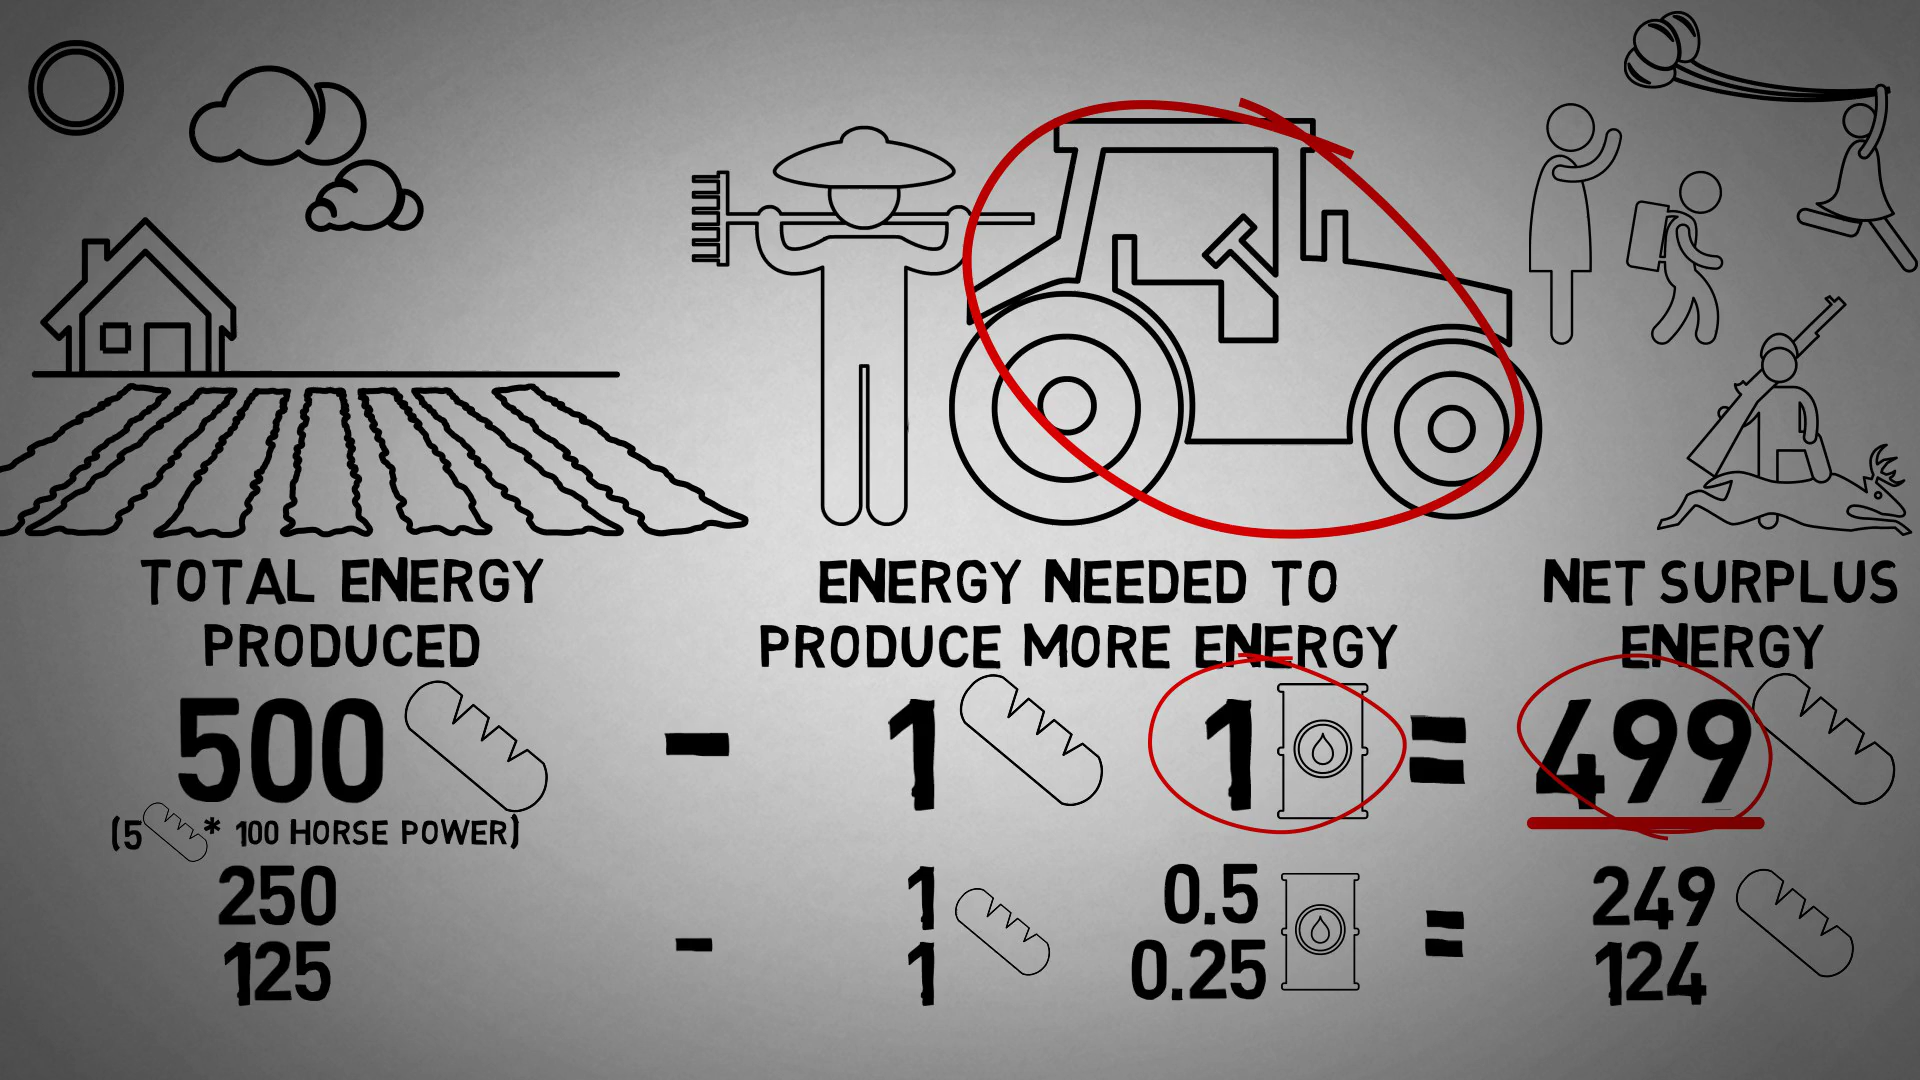 TOTAL ENERGY
PRODUCED
ENERGY NEEDED TO
PRODUCE MORE ENERGY
NET SURPLUS
ENERGY
500 - 1 1 = 499
(5 * 100 HORSE POWER)
250 1 0.5 249
- =
125 1 0.25 124